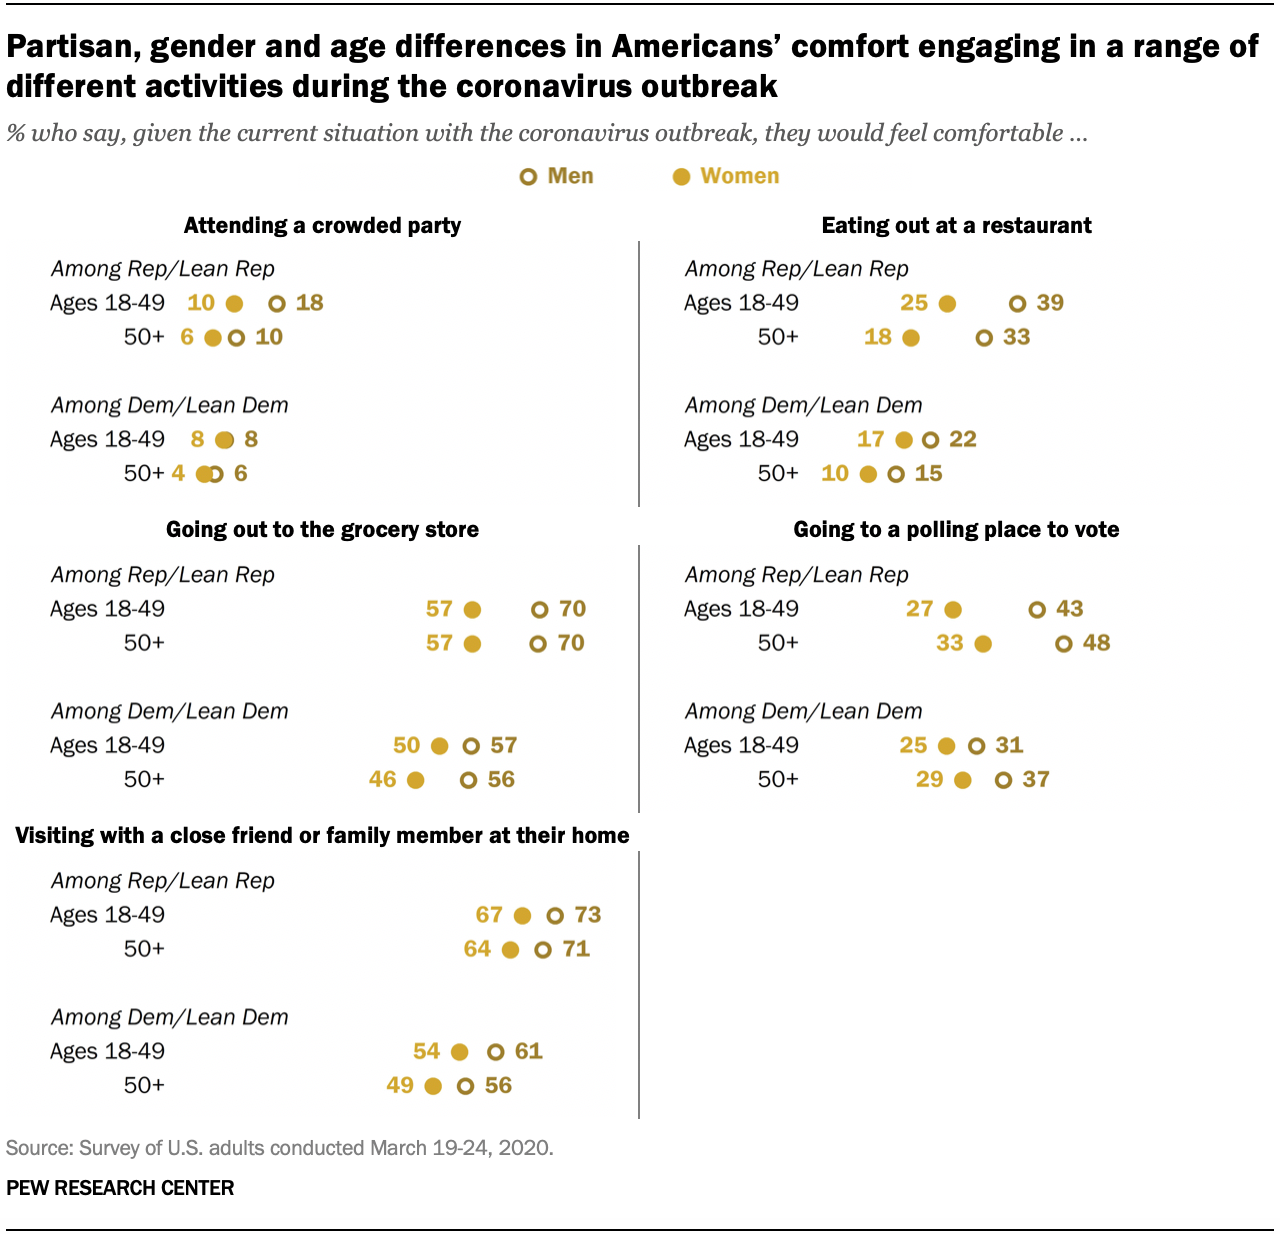 Partisan, gender and age differences in Americans’ comfort engaging in a range of
different activities during the coronavirus outbreak
% who say, given the current situation with the coronavirus outbreak, they would feel comfortable ...
Men Women
Attending a crowded party
Among Rep/Lean Rep
Ages 18-49 10 18
50+ 6 10
Among Dem/Lean Dem
Ages 18-49 8 8
50+ 4 6
Eating out at a restaurant
Among Rep/Lean Rep
Ages 18-49 25 39
50+ 18 33
Among Dem/Lean Dem
Ages 18-49 17 22
50+ 10 15
Going out to the grocery store
Among Rep/Lean Rep
Ages 18-49 57 70
50+ 57 70
Among Dem/Lean Dem
Ages 18-49 50 57
50+ 46 56
Going to a polling place to vote
Among Rep/Lean Rep
Ages 18-49 27 43
50+ 33 48
Among Dem/Lean Dem
Ages 18-49 25 31
50+ 29 37
Visiting with a close friend or family member at their home
Among Rep/Lean Rep
Ages 18-49 67 73
50+ 64 71
Among Dem/Lean Dem
Ages 18-49 54 61
50+ 49 56
Source: Survey of U.S. adults conducted March 19-24, 2020.
PEW RESEARCH CENTER